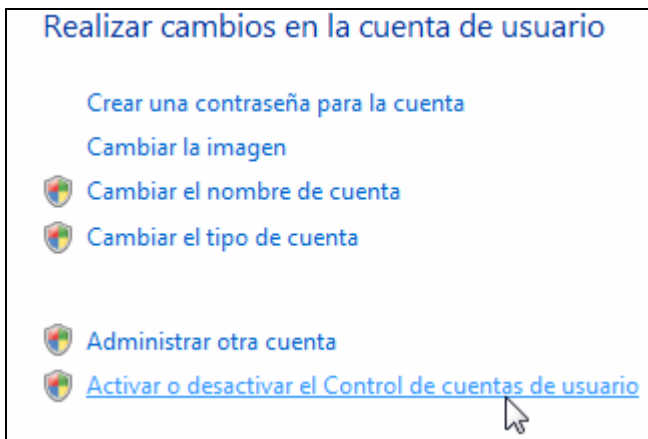 Realizar cambios en la cuenta de usuario
Crear una contraseña para la cuenta
Cambiar la imagen
Cambiar el nombre de cuenta
Cambiar el tipo de cuenta
Administrar otra cuenta
Activar o desactivar el Control de cuentas de usuario